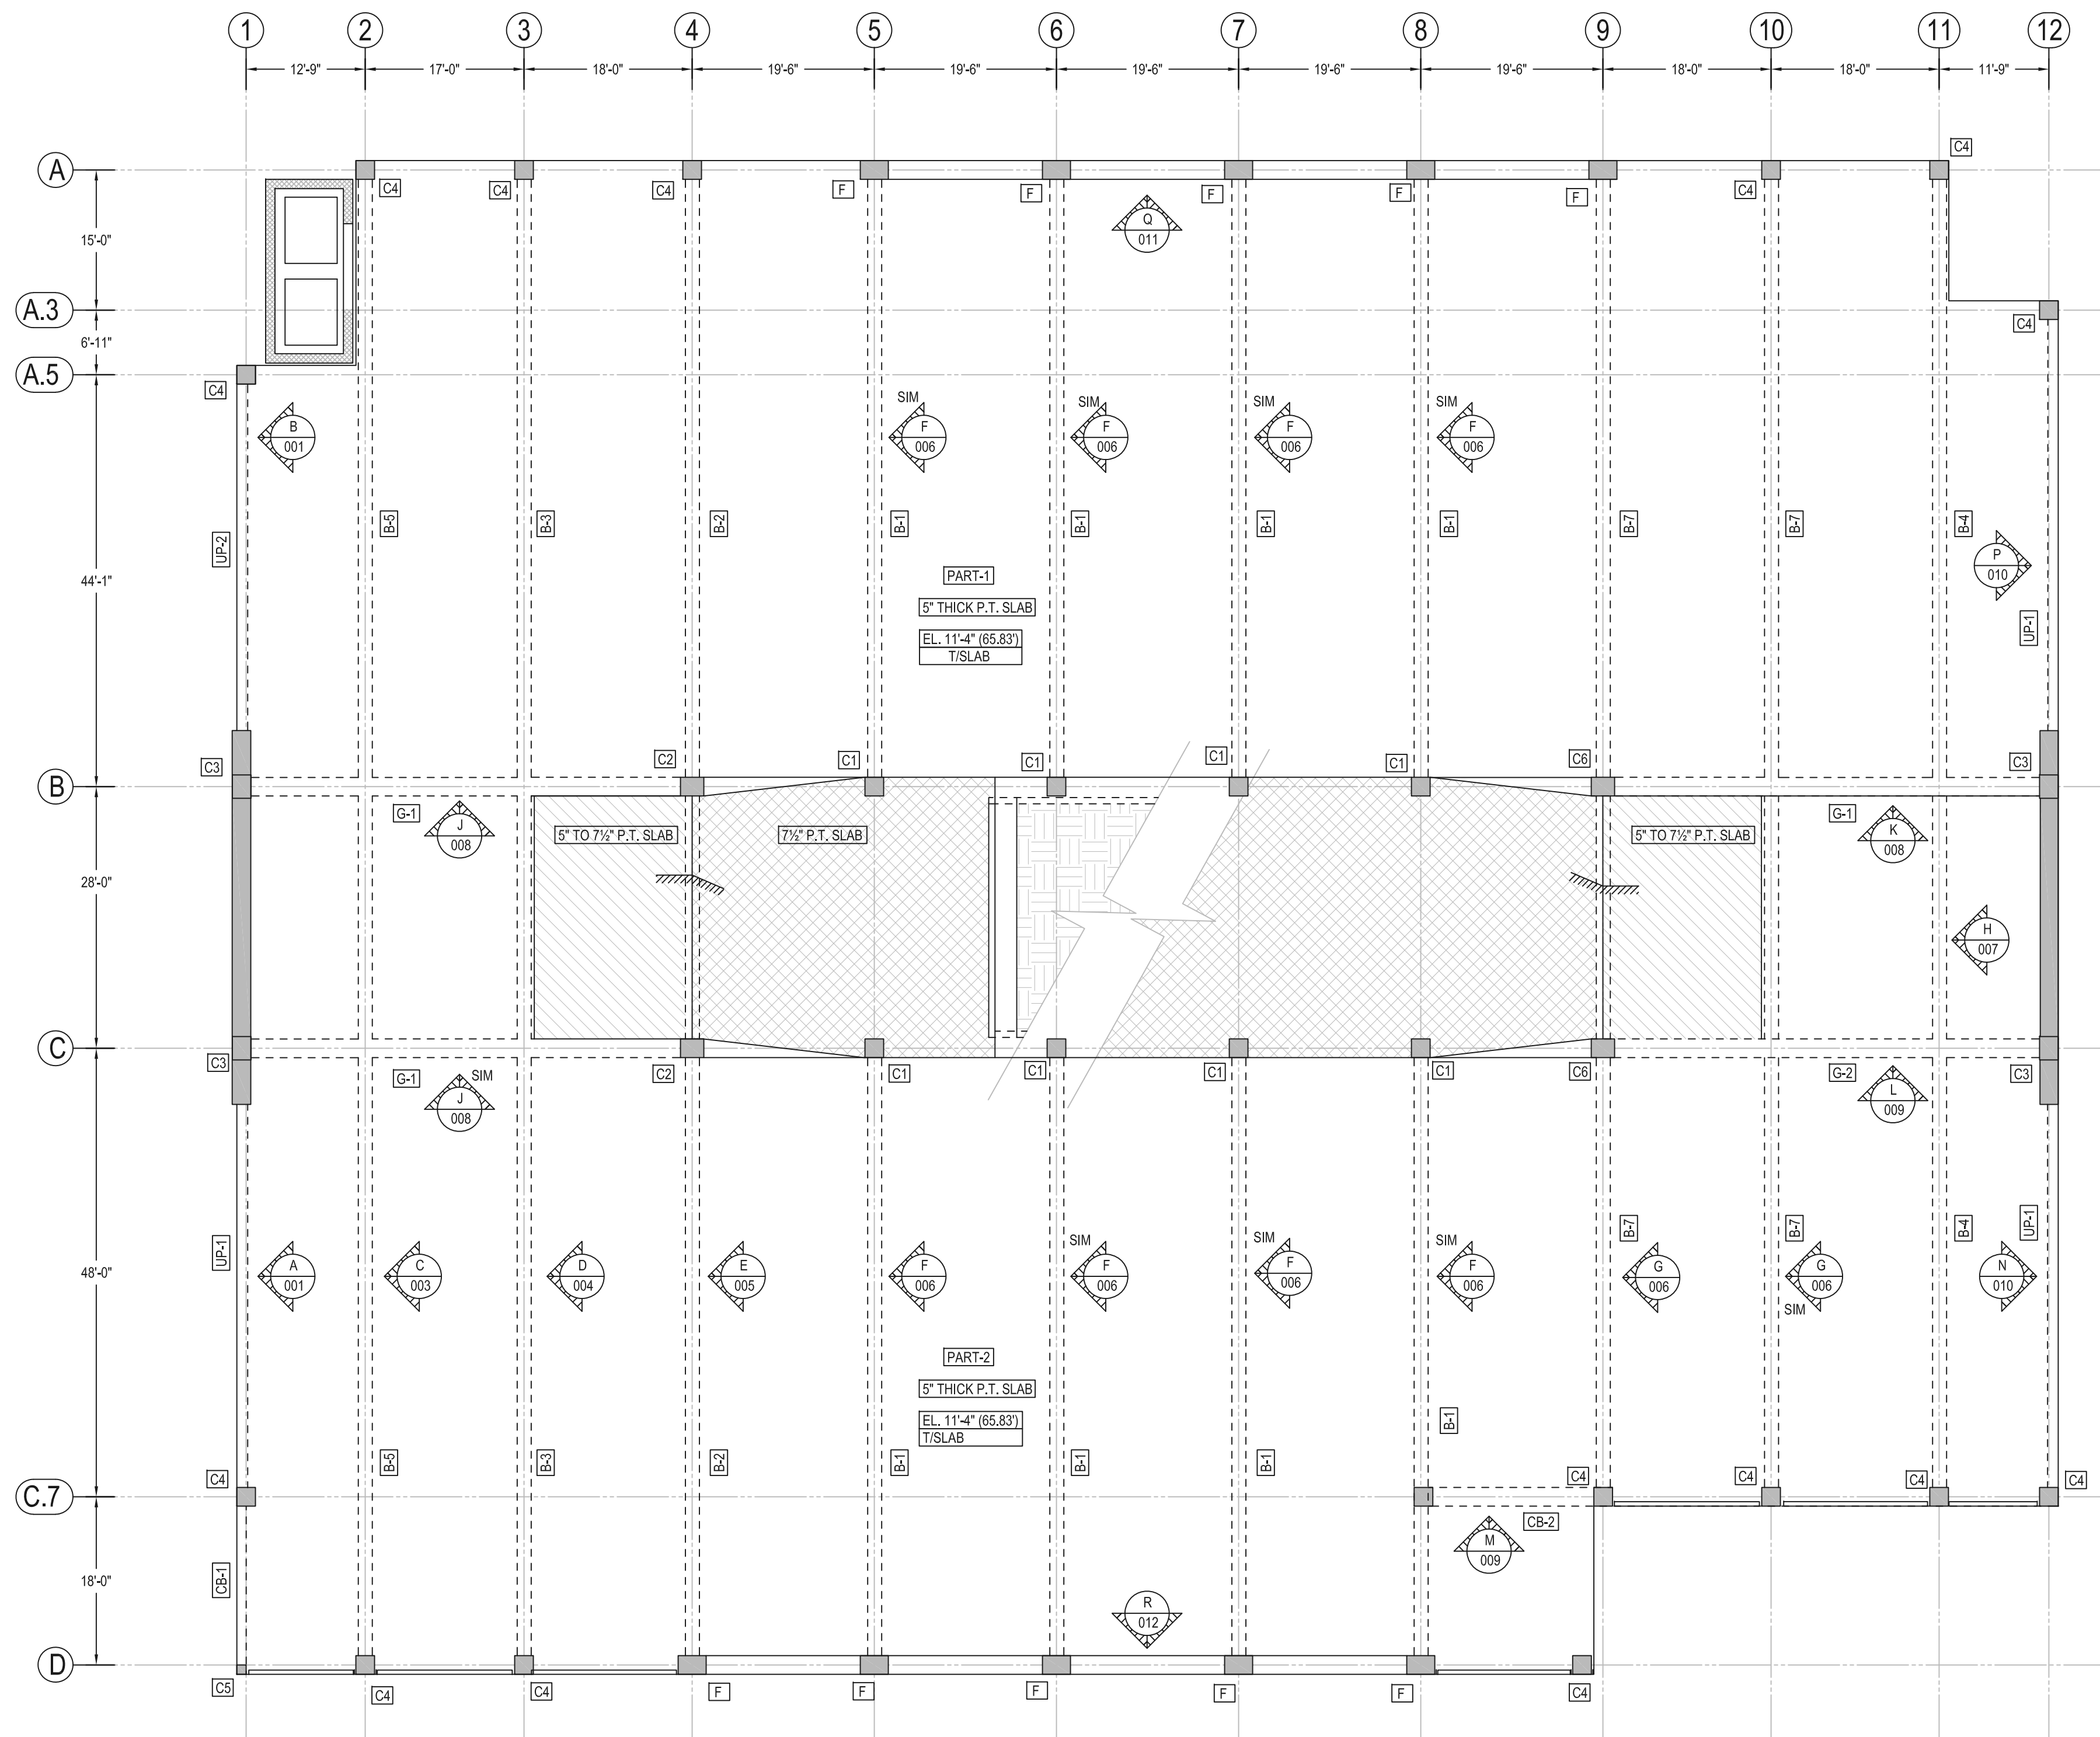 1 2 3 4 5 6 7 8 9 10 11 12
12'-9" 17'-0" 18'-0" 19'-6" 19'-6" 19'-6" 19'-6" 19'-6" 18'-0" 18'-0" 11'-9"
C4
A
C4 C4 C4 F F F F F C4
Q
011
15'-0"
A.3
C4
6'-11"
A.5
C4
SIM SIM SIM SIM
B F F F F
001 006 006 006 006
B-5 B-3 B-2 B-1 B-1 B-1 B-1 B-7 B-7 B-4
UP-2
P
010
44'-1"
PART-1
5" THICK P.T. SLAB
UP-1
EL. 11'-4" (65.83')
T/SLAB
C3 C2 C1 C1 C1 C1 C6 C3
B
G-1 G-1
J K
008 008
5" TO 7½" P.T. SLAB 7½" P.T. SLAB 5" TO 7½" P.T. SLAB
28'-0"
H
007
C
C3 C2 C1 C1 C1 C1 C6 C3
G-1 SIM G-2
J L
008 009
UP-1 B-7 B-7 B-4 UP-1
SIM SIM SIM
A C D E F F F F G G N
001 003 004 005 006 006 006 006 006 006 010
SIM
48'-0"
PART-2
5" THICK P.T. SLAB
EL. 11'-4" (65.83')
T/SLAB
B-1
B-5 B-3 B-2 B-1 B-1 B-1
C4 C4 C4 C4 C4
C.7
CB-2
M
009
CB-1
18'-0"
R
012
D
C5 C4 C4 F F F F F C4